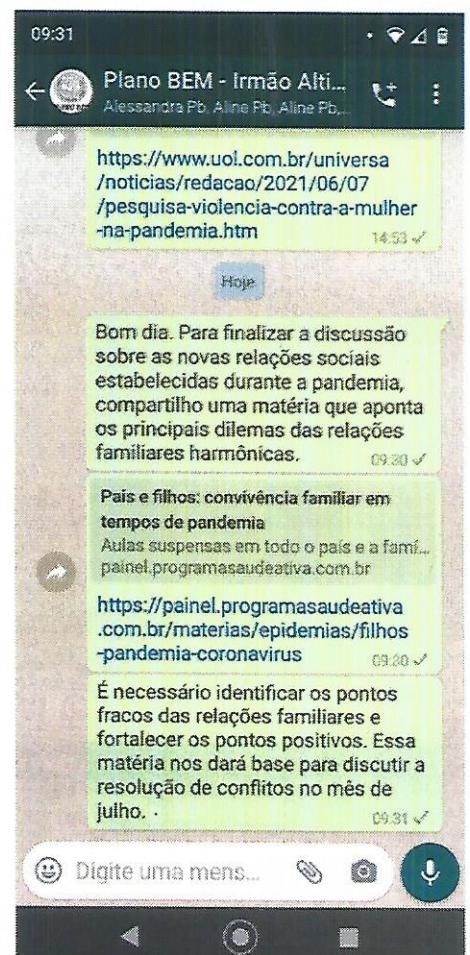 09:31
Plano BEM - Irmão Alti...
Alessandra Pb, Aline Pb, Aline Pb,...
https://www.uol.com.br/universa
/noticias/redacao/2021/06/07
/pesquisa-violencia-contra-a-mulher
-na-pandemia.htm
14:53
Hoje
Bom dia. Para finalizar a discussão
sobre as novas relações sociais
estabelecidas durante a pandemia,
compartilho uma matéria que aponta
os principais dilemas das relações
familiares harmônicas.
09:30
Pais e filhos: convivência familiar em
tempos de pandemia
Aulas suspensas em todo o país e a famí...
painel.programasaudeativa.com.br
https://painel.programasaudeativa
.com.br/materias/epidemias/filhos
-pandemia-coronavirus
09:30
É necessário identificar os pontos
fracos das relações familiares e
fortalecer os pontos positivos. Essa
matéria nos dará base para discutir a
resolução de conflitos no mês de
julho. .
09:31
Digite uma mens...